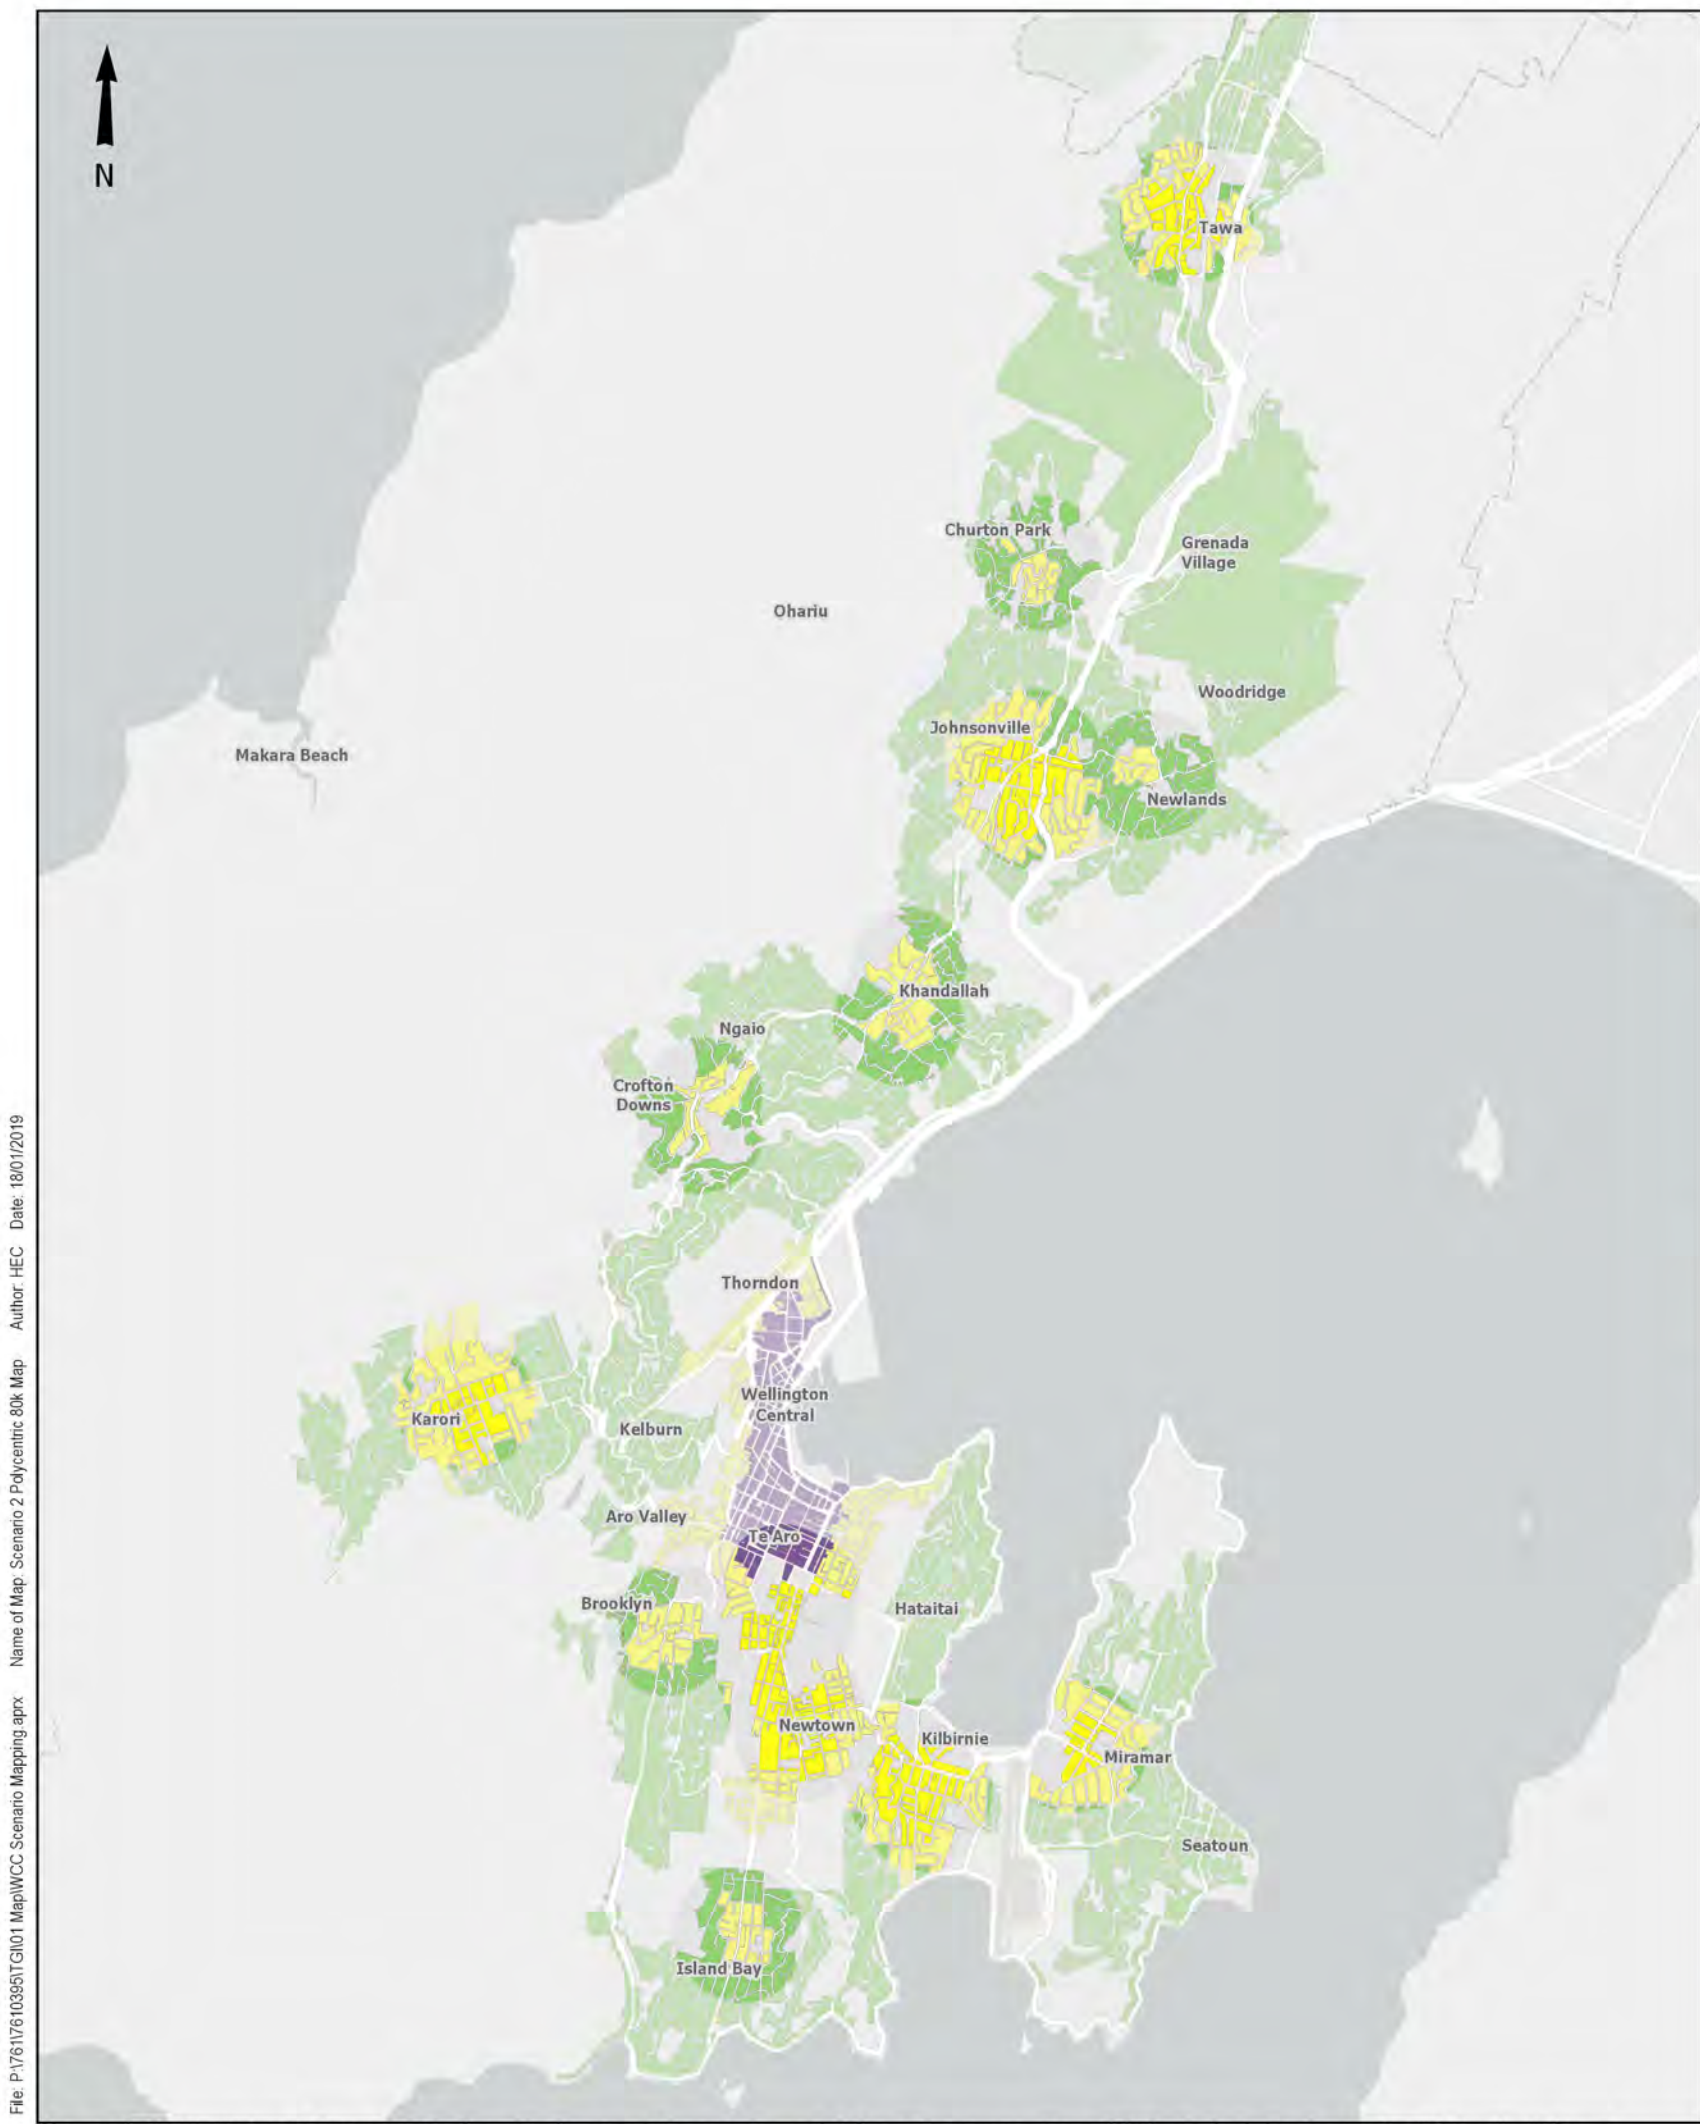 N
Tawa
Churton Park
Grenada
Village
Ohariu
Woodridge
Johnsonville
Makara Beach
Newlands
Khandallah
Ngaio
Crofton
Downs
Thorndon
Wellington
Central
Karori
Kelburn
Aro Valley
Te Aro
Brooklyn
Hataitai
Newtown
Kilbirnie
Miramar
Seatoun
Island Bay
File: P:\761\7610395\TGI\01 Map\WCC Scenario Mapping.aprx Name of Map: Scenario 2 Polycentric 80k Map Author: HEC Date: 18/01/2019